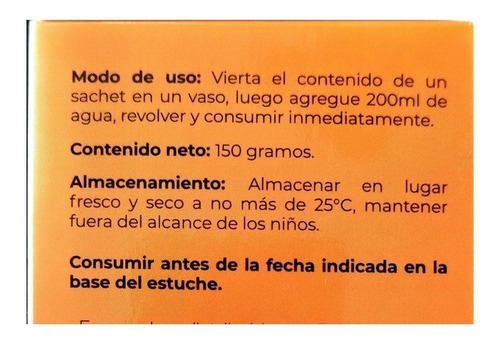 Modo de uso: Vierta el contenido de un
sachet en un vaso, luego agregue 200ml de
agua, revolver y consumir inmediatamente.
Contenido neto: 150 gramos.
Almacenamiento: Almacenar en lugar
fresco y seco a no más de 25°C, mantener
fuera del alcance de los niños.
Consumir antes de la fecha indicada en la
base del estuche.